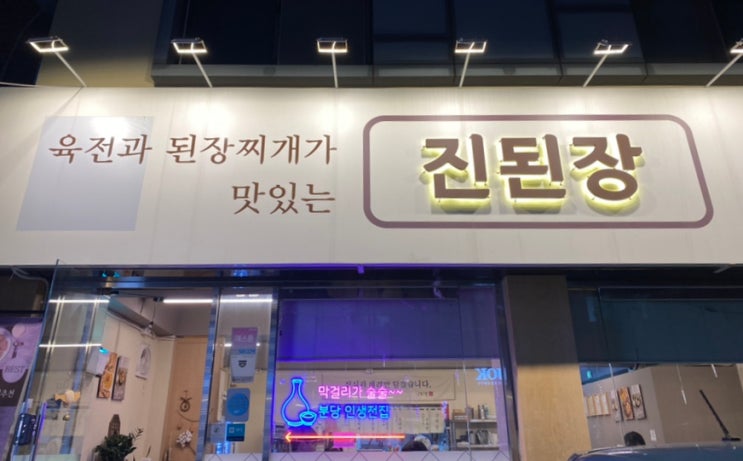 육전과 된장찌개가
맛있는
진된장
막걸리가 술술~~
분당 인생전집
BEST